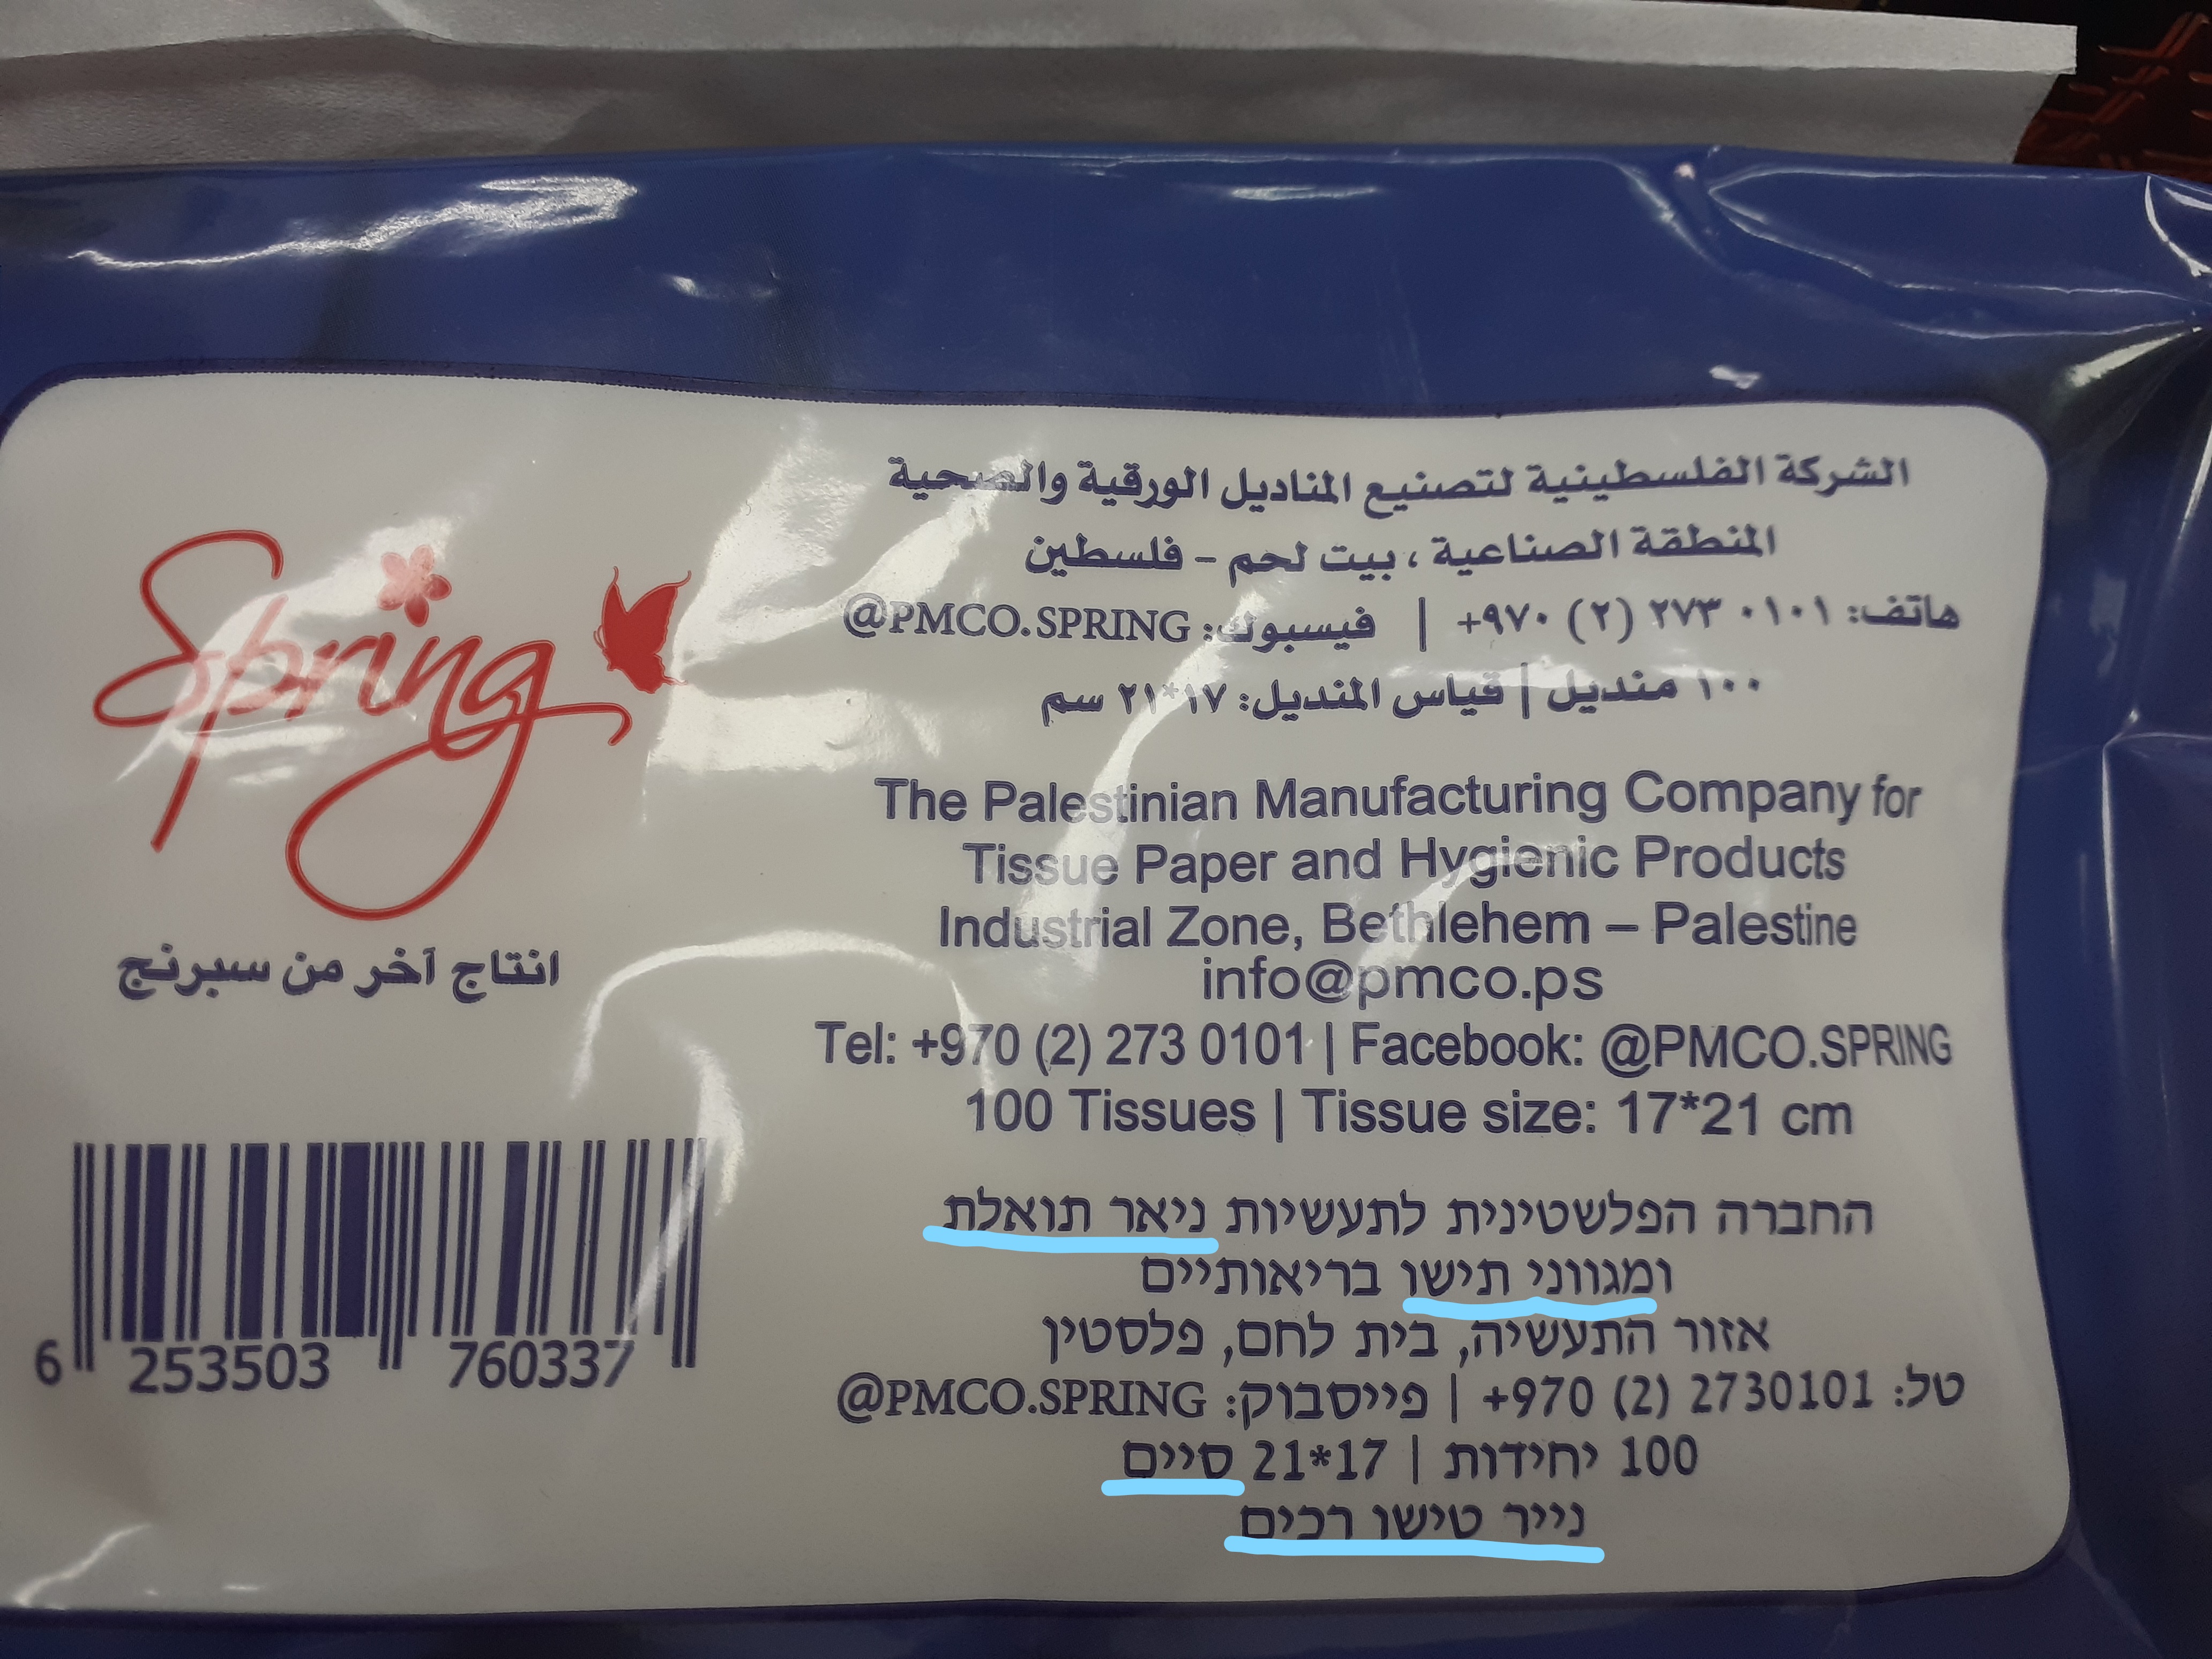 Spring
انتاج آخر من سبرنج
6 253503 760337
الشركة الفلسطينية لتصنيع المناديل الورقية والصحية
المنطقة الصناعية ، بيت لحم - فلسطين
هاتف: ٢٧٣٠١٠١ (٢) ٩٧٠+ | فيسبوك: @PMCO.SPRING
١٠٠ منديل | قياس المنديل: ١٧*٢١ سم
The Palestinian Manufacturing Company for
Tissue Paper and Hygienic Products
Industrial Zone, Bethlehem – Palestine
info@pmco.ps
Tel: +970 (2) 273 0101 | Facebook: @PMCO.SPRING
100 Tissues | Tissue size: 17*21 cm
החברה הפלשטינית לתעשיות ניאר תואלת
ומגווני תישו בריאותיים
אזור התעשיה, בית לחם, פלסטין
טל: 2730101 (2) 970+ | פייסבוק: @PMCO.SPRING
100 יחידות | 17*21 סיים
נייר טישו רכים